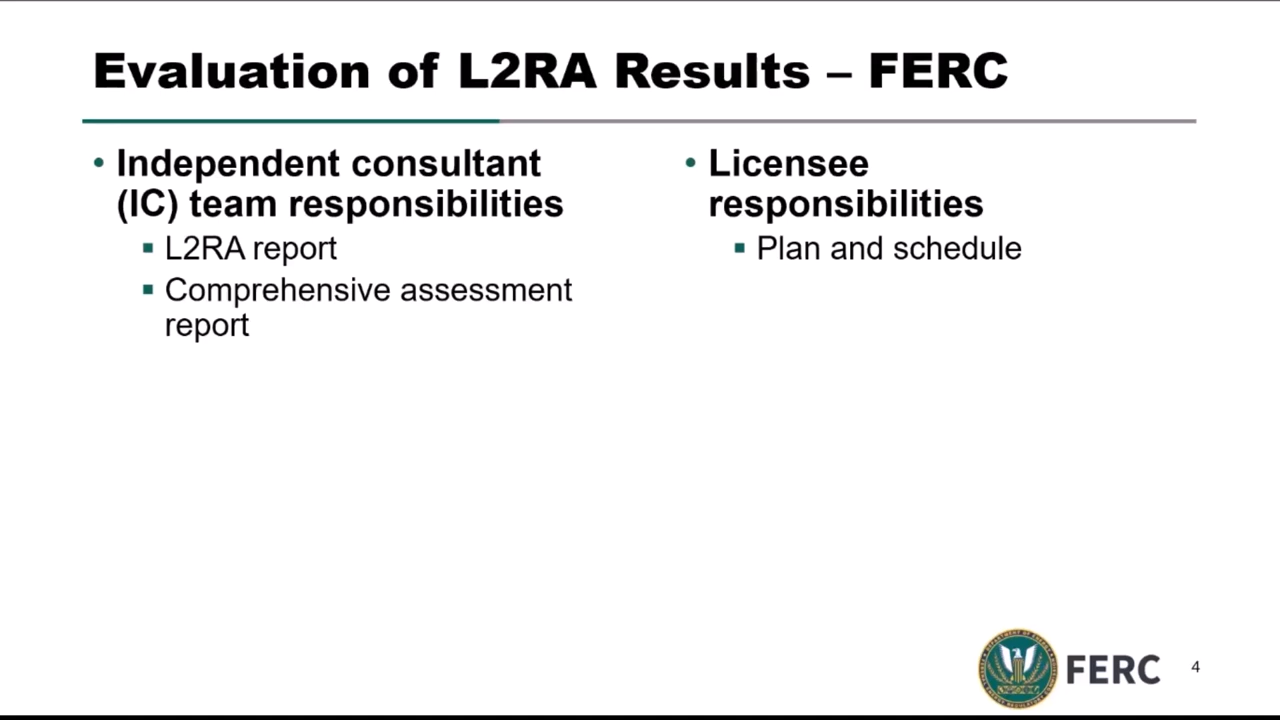 Evaluation of L2RA Results – FERC
• Independent consultant
(IC) team responsibilities
▪ L2RA report
▪ Comprehensive assessment
report
• Licensee
responsibilities
▪ Plan and schedule
FERC
4